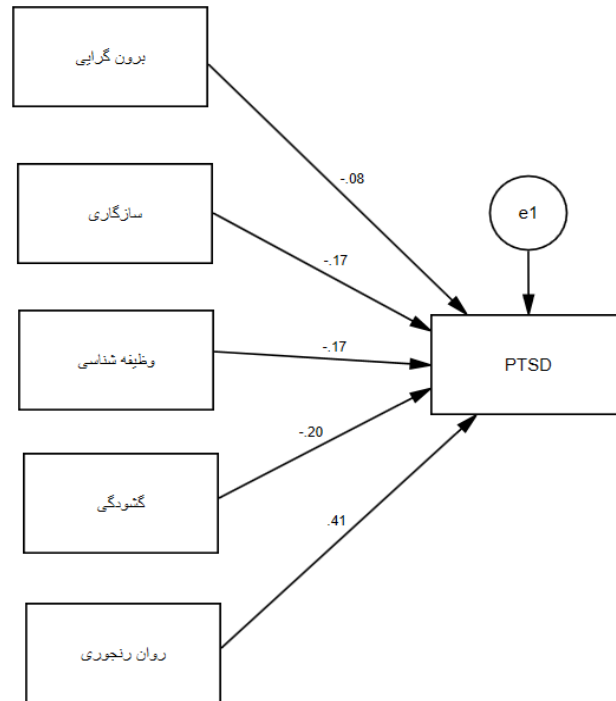 برون گرایی
-.08
سازگاری
e1
-.17
وظیفه شناسی
-.17
PTSD
-.20
گشودگی
.41
روان رنجوری